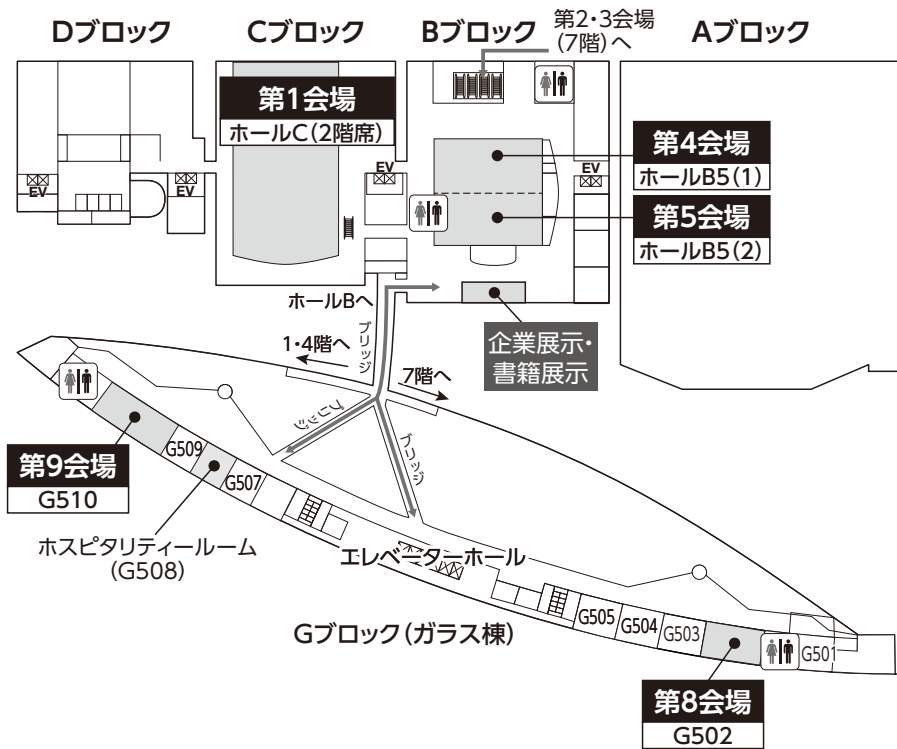 Dブロック
Cブロック
Bブロック
第2・3会場
(7階)へ
Aブロック
第1会場
ホールC(2階席)
第4会場
ホールB5(1)
第5会場
ホールB5(2)
EV
EV
EV
EV
ホールBへ
ブリッジ
企業展示・
書籍展示
1・4階へ
7階へ
ブリッジ
ブリッジ
第9会場
G510
G509
G507
ホスピタリティールーム
(G508)
エレベーターホール
Gブロック(ガラス棟)
G505
G504
G503
G501
第8会場
G502